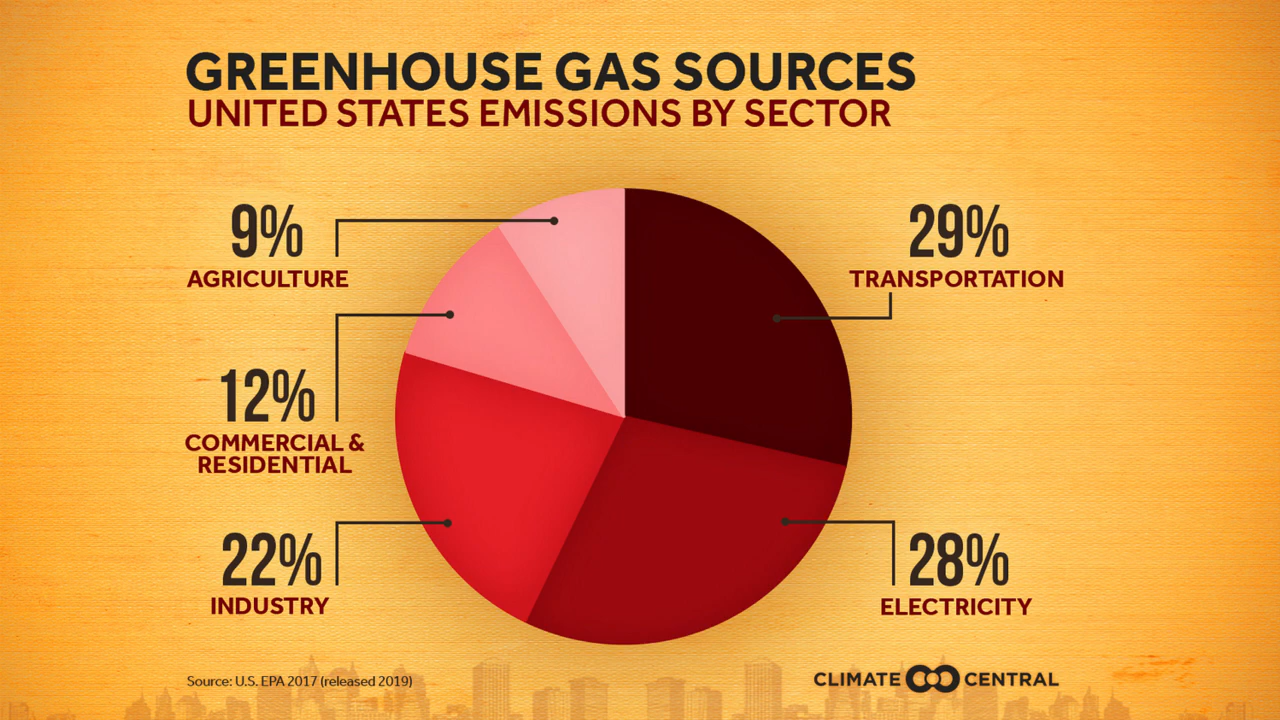 GREENHOUSE GAS SOURCES
UNITED STATES EMISSIONS BY SECTOR
9%
AGRICULTURE
29%
TRANSPORTATION
12%
COMMERCIAL &
RESIDENTIAL
22%
INDUSTRY
28%
ELECTRICITY
Source: U.S. EPA 2017 (released 2019)
CLIMATE CENTRAL